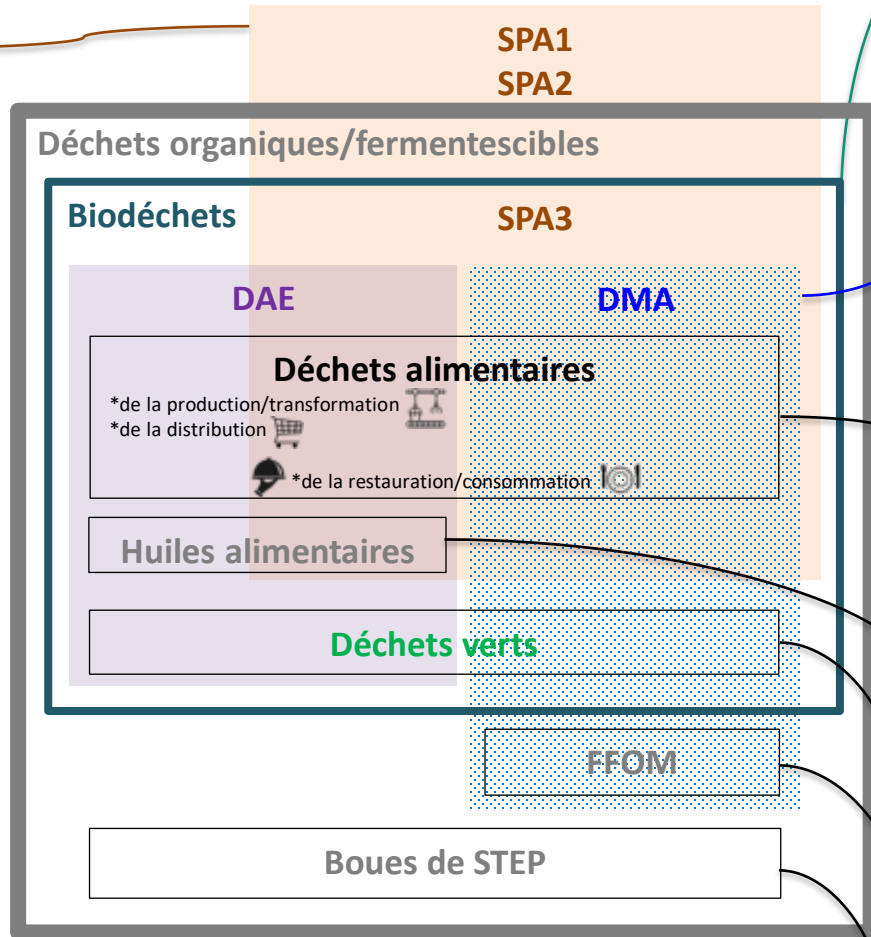 SPA1
SPA2
Déchets organiques/fermentescibles
Biodéchets
SPA3
DAE
DMA
Déchets alimentaires
*de la production/transformation
*de la distribution
*de la restauration/consommation
Huiles alimentaires
Déchets verts
FFOM
Boues de STEP